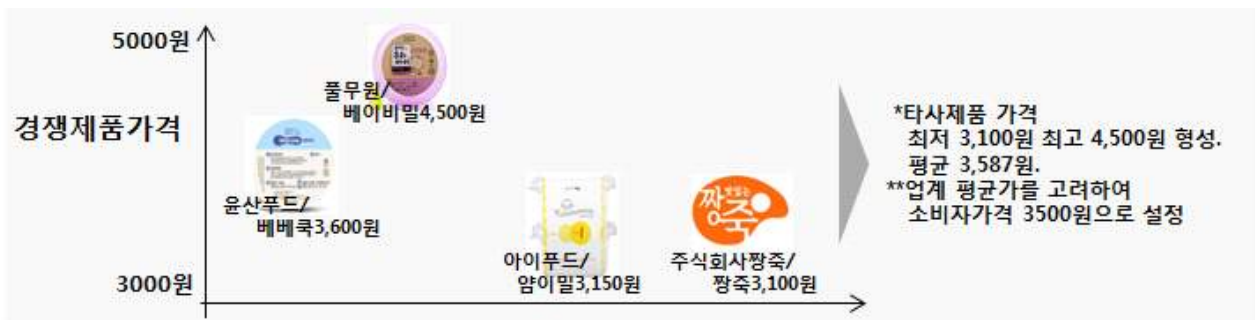 5000원
경쟁제품가격
3000원
풀무원/
베이비밀4,500원
윤산푸드/
베베쿡3,600원
아이푸드/
얌이밀3,150원
맛있는
짱죽
주식회사짱죽/
짱죽3,100원
*타사제품 가격
최저 3,100원 최고 4,500원 형성.
평균 3,587원.
**업계 평균가를 고려하여
소비자가격 3500원으로 설정